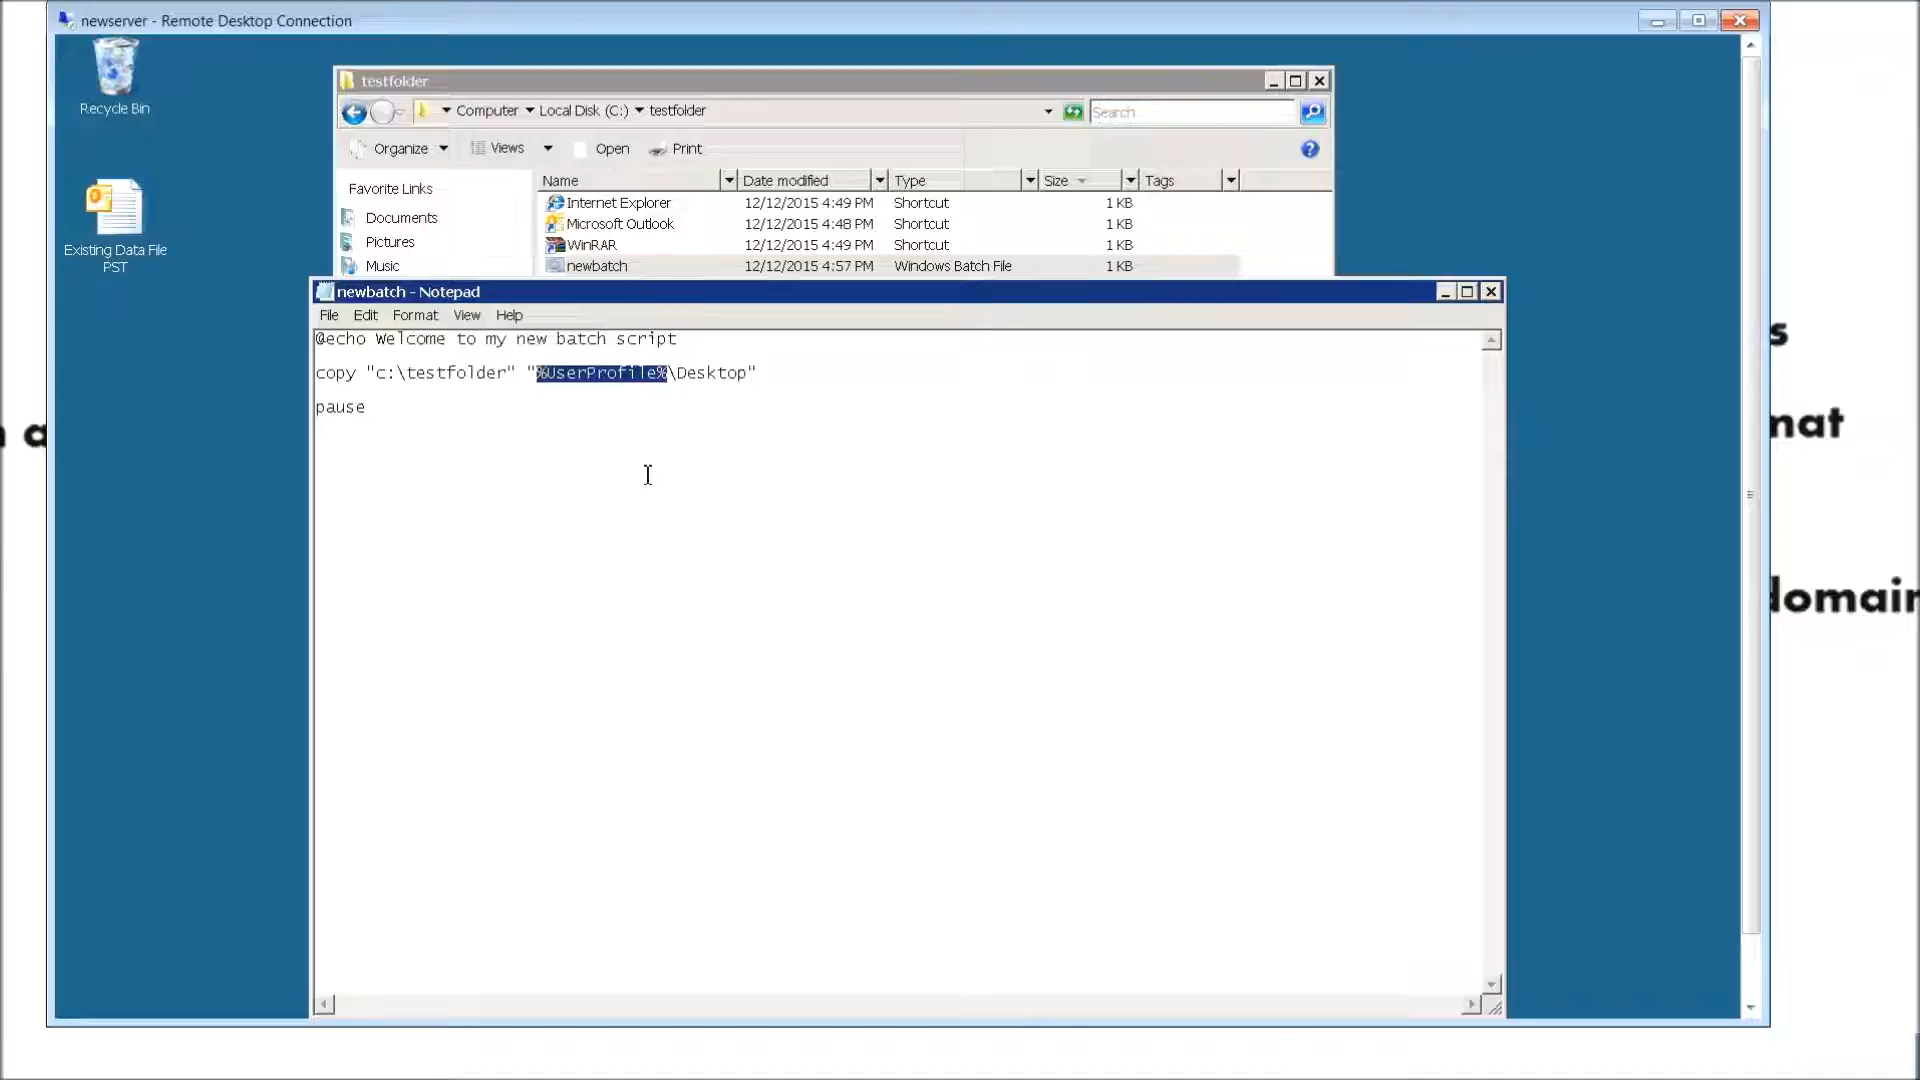 newserver - Remote Desktop Connection
Recycle Bin
Existing Data File
PST
testfolder
Computer Local Disk (C:) testfolder
Search
Organize Views Open Print
Favorite Links
Documents
Pictures
Music
Name Date modified Type Size Tags
Internet Explorer 12/12/2015 4:49 PM Shortcut 1 KB
Microsoft Outlook 12/12/2015 4:48 PM Shortcut 1 KB
WinRAR 12/12/2015 4:49 PM Shortcut 1 KB
newbatch 12/12/2015 4:57 PM Windows Batch File 1 KB
newbatch - Notepad
File Edit Format View Help
@echo Welcome to my new batch script
copy "c:\testfolder" "%UserProfile%\Desktop"
pause